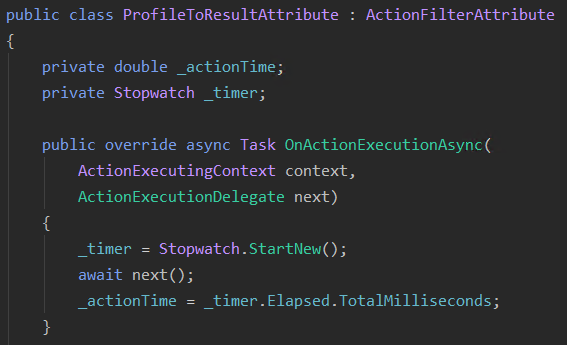 public class ProfileToResultAttribute : ActionFilterAttribute
{
    private double _actionTime;
    private Stopwatch _timer;

    public override async Task OnActionExecutionAsync(
        ActionExecutingContext context,
        ActionExecutionDelegate next)
    {
        _timer = Stopwatch.StartNew();
        await next();
        _actionTime = _timer.Elapsed.TotalMilliseconds;
    }